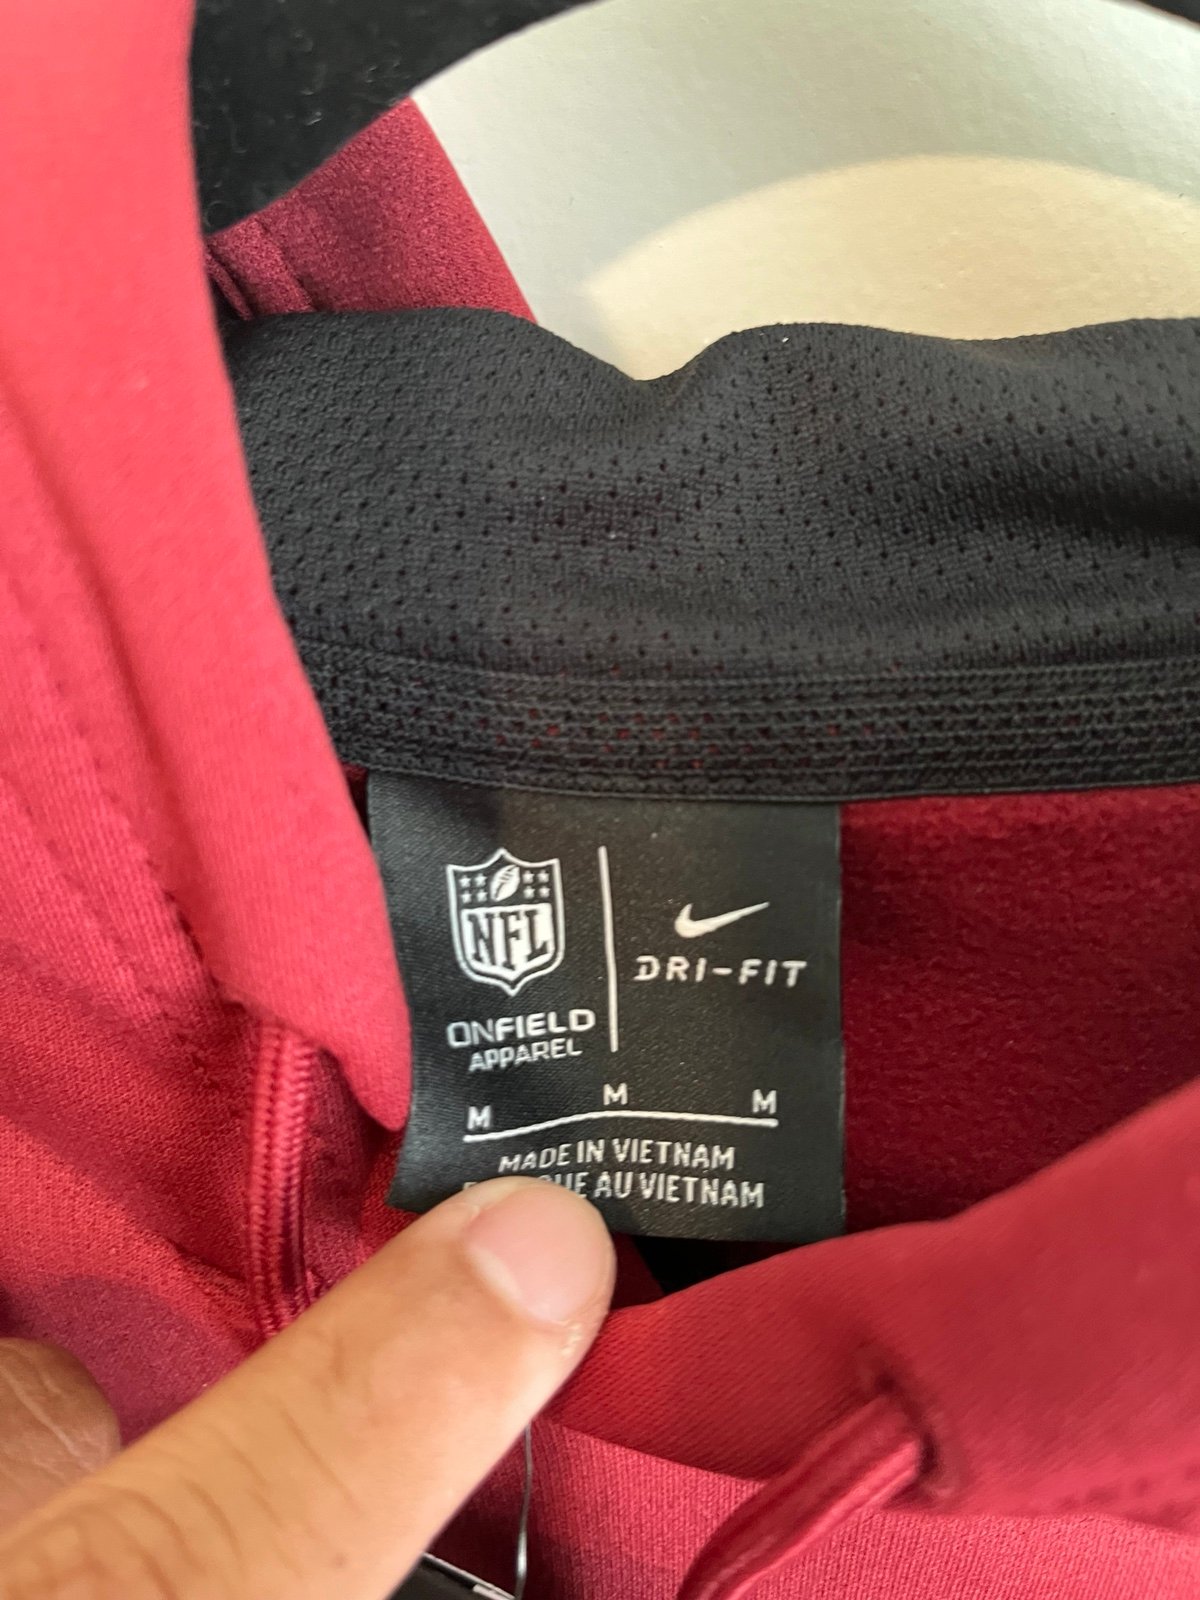 NFL
ONFIELD
APPAREL
DRI-FIT
M M M
MADE IN VIETNAM
AU VIETNAM